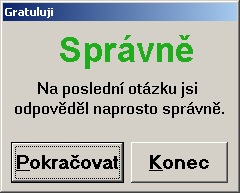 Gratuluji
Správně
Na poslední otázku jsi
odpověděl naprosto správně.
Pokračovat
Konec